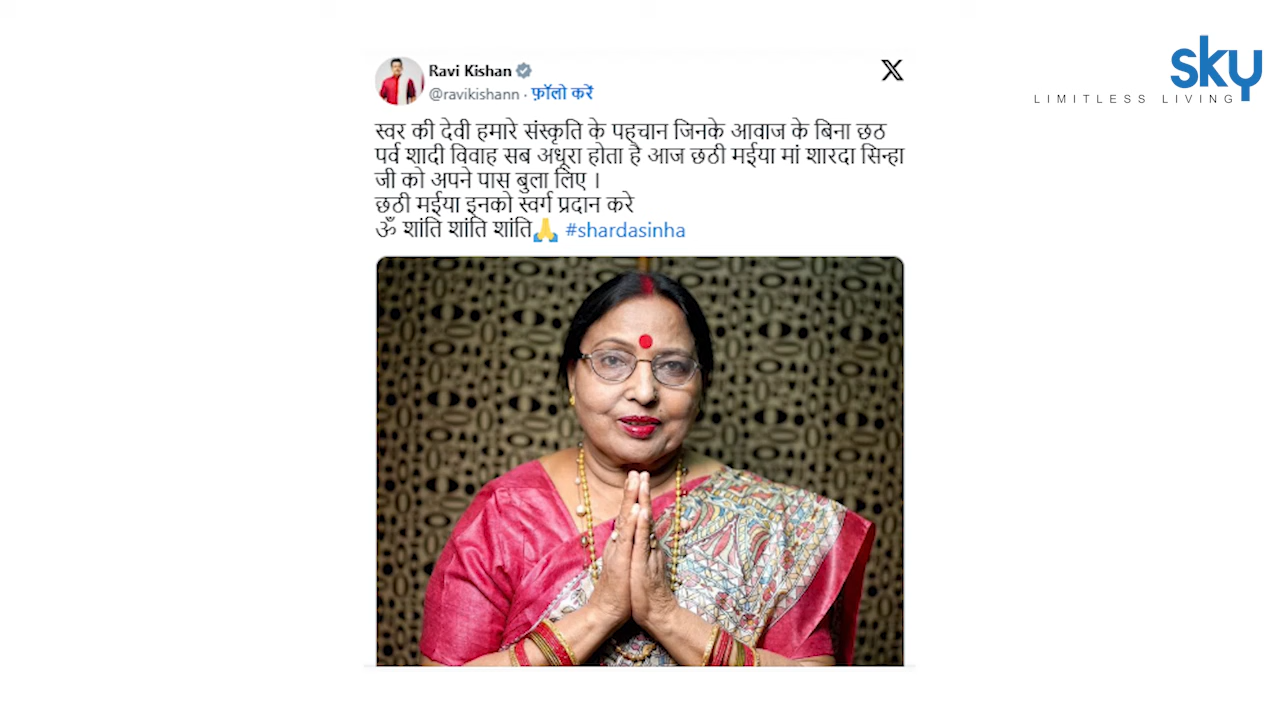 sky
LIMITLESS LIVING
Ravi Kishan
@ravikishann · फ़ॉलो करें
स्वर की देवी हमारे संस्कृति के पहचान जिनके आवाज के बिना छठ
पर्व शादी विवाह सब अधूरा होता है आज छठी मईया मां शारदा सिन्हा
जी को अपने पास बुला लिए ।
छठी मईया इनको स्वर्ग प्रदान करे
ॐ शांति शांति शांति🙏 #shardasinha